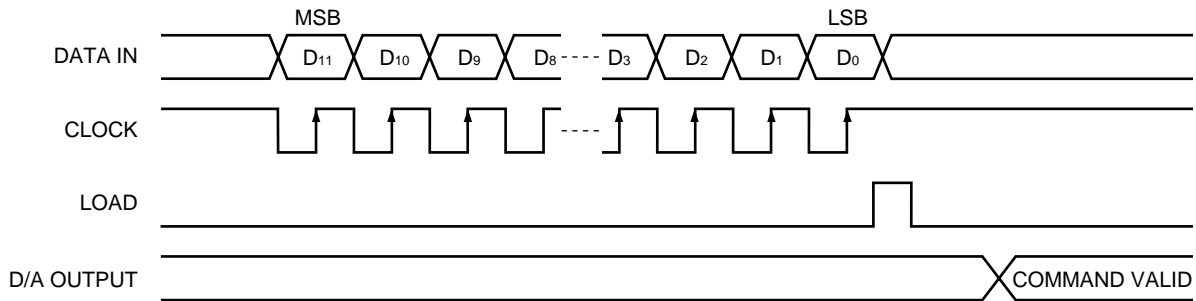 MSB LSB
DATA IN D11 D10 D9 D8 D3 D2 D1 D0
CLOCK
LOAD
D/A OUTPUT COMMAND VALID